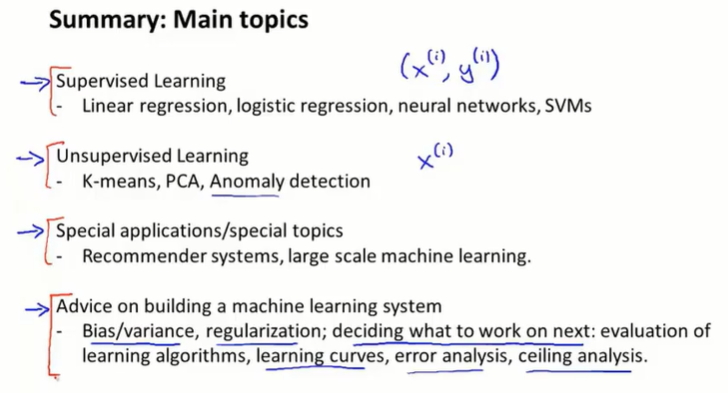 Summary: Main topics
(x^(i), y^(i))
Supervised Learning
- Linear regression, logistic regression, neural networks, SVMs
Unsupervised Learning
x^(i)
- K-means, PCA, Anomaly detection
Special applications/special topics
- Recommender systems, large scale machine learning.
Advice on building a machine learning system
- Bias/variance, regularization; deciding what to work on next: evaluation of
learning algorithms, learning curves, error analysis, ceiling analysis.